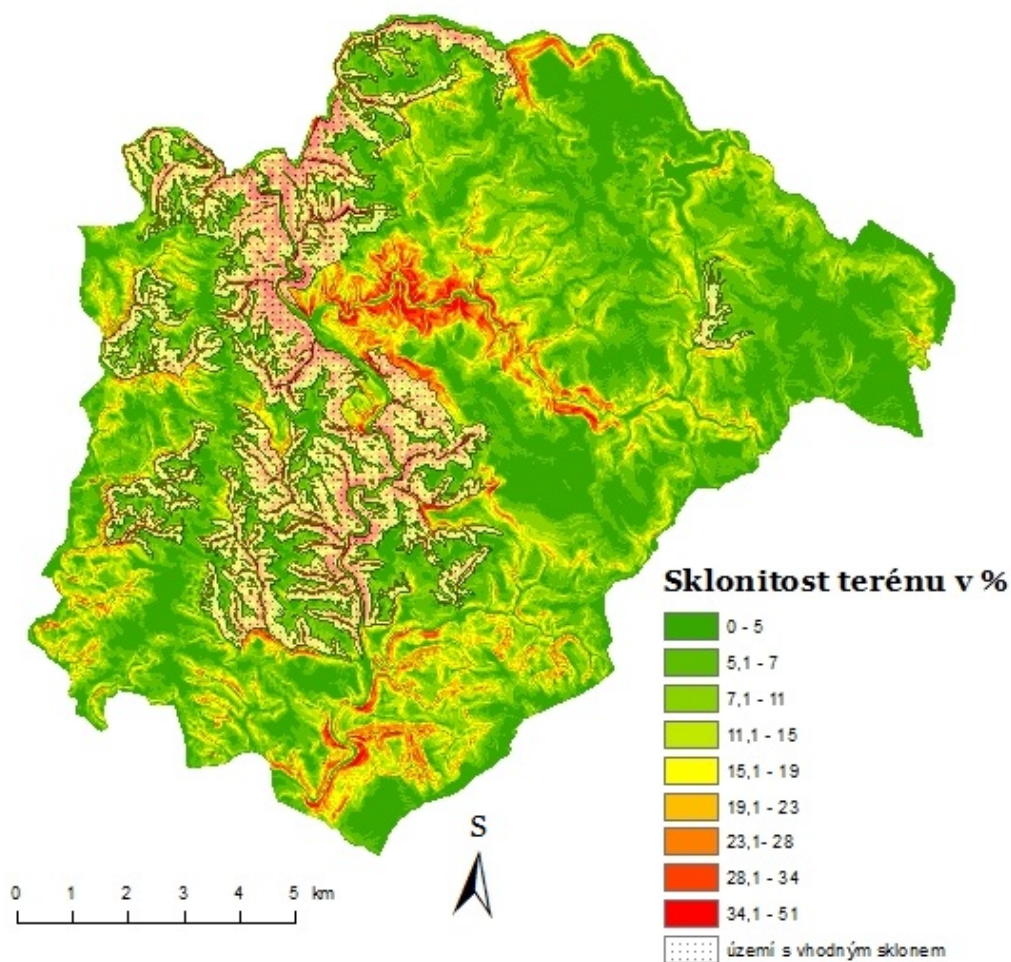 Sklonitost terénu v %
0 - 5
5,1 - 7
7,1 - 11
11,1 - 15
15,1 - 19
19,1 - 23
23,1 - 28
28,1 - 34
34,1 - 51
území s vhodným sklonem
S
0 1 2 3 4 5 km